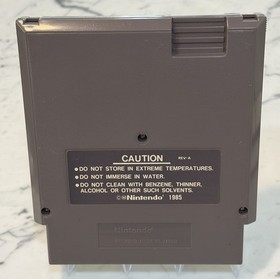 CAUTION REV-A
●DO NOT STORE IN EXTREME TEMPERATURES.
●DO NOT IMMERSE IN WATER.
●DO NOT CLEAN WITH BENZENE, THINNER,
ALCOHOL OR OTHER SUCH SOLVENTS.
©®Nintendo 1985